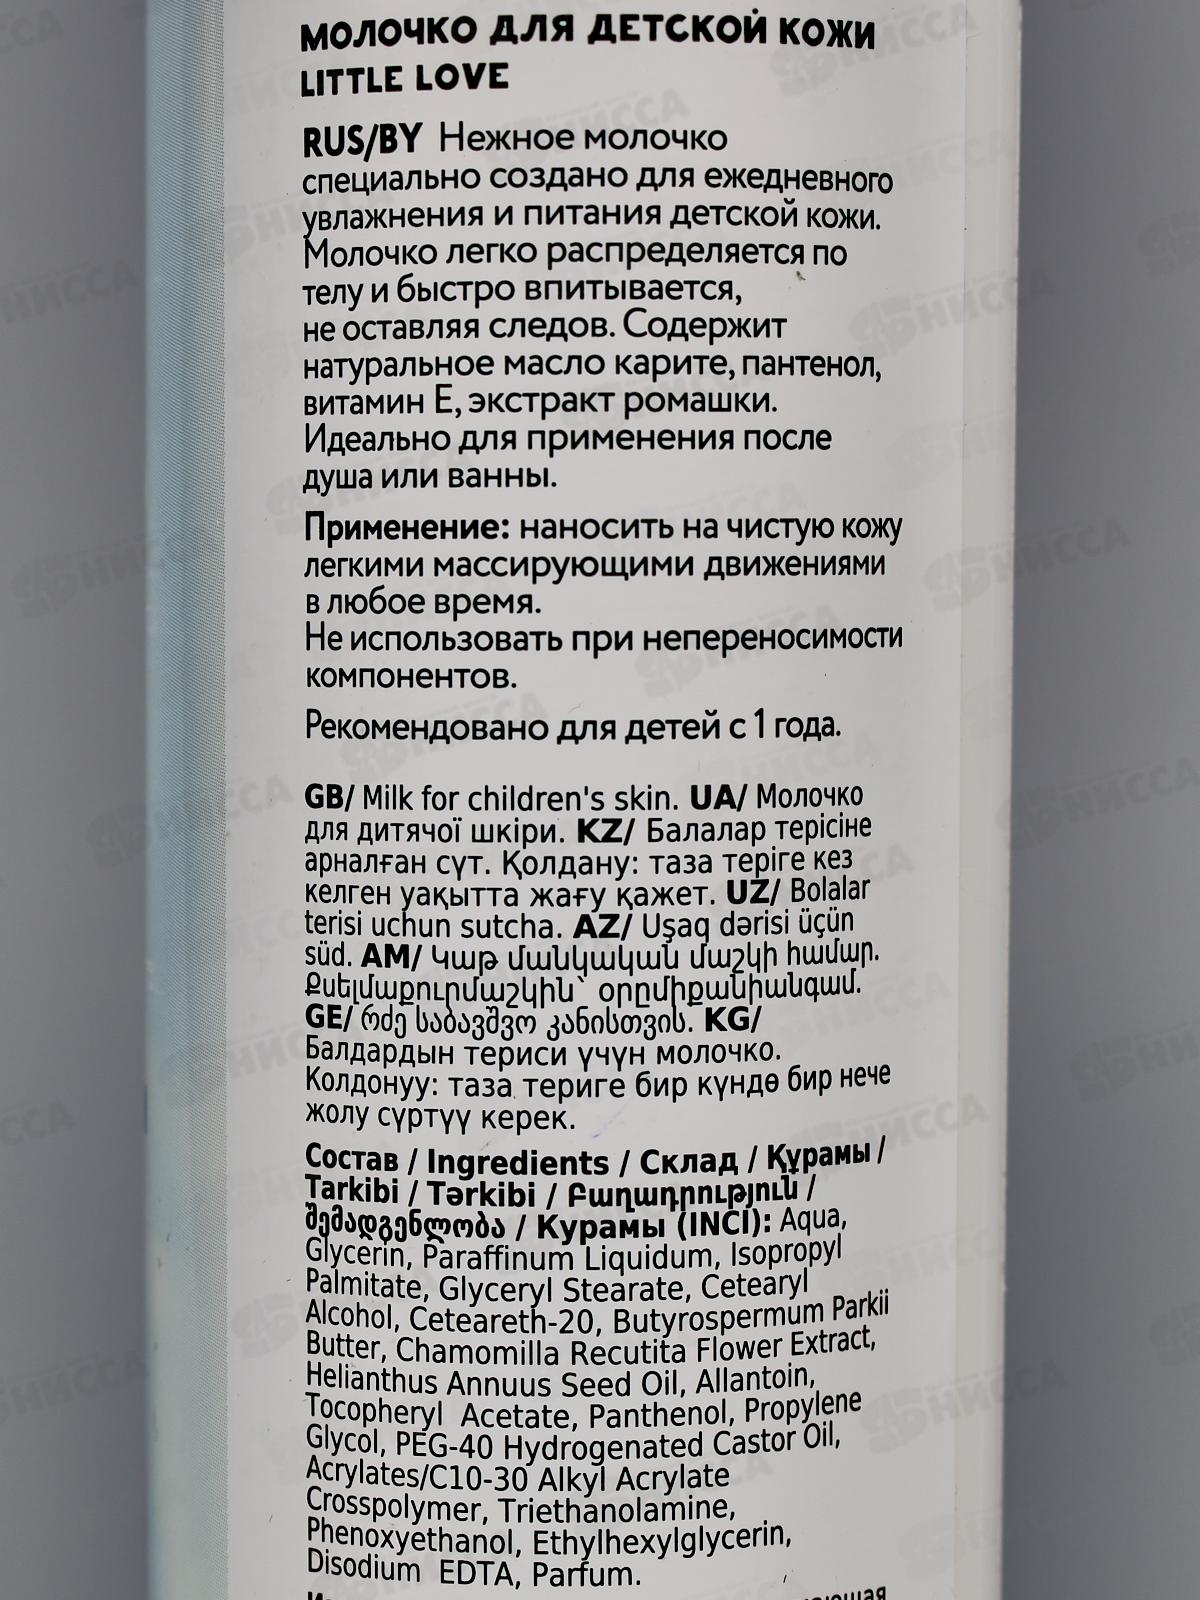 МОЛОЧКО ДЛЯ ДЕТСКОЙ КОЖИ
LITTLE LOVE
RUS/BY Нежное молочко
специально создано для ежедневного
увлажнения и питания детской кожи.
Молочко легко распределяется по
телу и быстро впитывается,
не оставляя следов. Содержит
натуральное масло карите, пантенол,
витамин Е, экстракт ромашки.
Идеально для применения после
душа или ванны.
Применение: наносить на чистую кожу
легкими массирующими движениями
в любое время.
Не использовать при непереносимости
компонентов.
Рекомендовано для детей с 1 года.
GB/ Milk for children's skin. UA/ Молочко
для дитячої шкіри. KZ/ Балалар терісіне
арналған сүт. Қолдану: таза теріге кез
келген уақытта жағу қажет. UZ/ Bolalar
terisi uchun sutcha. AZ/ Uşaq dərisi üçün
süd. AM/ Կաթ մանկական մաշկի համար.
Քսելմաքուրմաշկին՝ օրըմիքանիանգամ.
GE/ რძე საბავშვო კანისთვის. KG/
Балдардын териси үчүн молочко.
Колдонуу: таза териге бир күндө бир нече
жолу сүртүү керек.
Состав / Ingredients / Склад / Құрамы /
Tarkibi / Tərkibi / Բաղադրություն /
შემადგენლობა / Курамы (INCI): Aqua,
Glycerin, Paraffinum Liquidum, Isopropyl
Palmitate, Glyceryl Stearate, Cetearyl
Alcohol, Ceteareth-20, Butyrospermum Parkii
Butter, Chamomilla Recutita Flower Extract,
Helianthus Annuus Seed Oil, Allantoin,
Tocopheryl Acetate, Panthenol, Propylene
Glycol, PEG-40 Hydrogenated Castor Oil,
Acrylates/C10-30 Alkyl Acrylate
Crosspolymer, Triethanolamine,
Phenoxyethanol, Ethylhexylglycerin,
Disodium EDTA, Parfum.